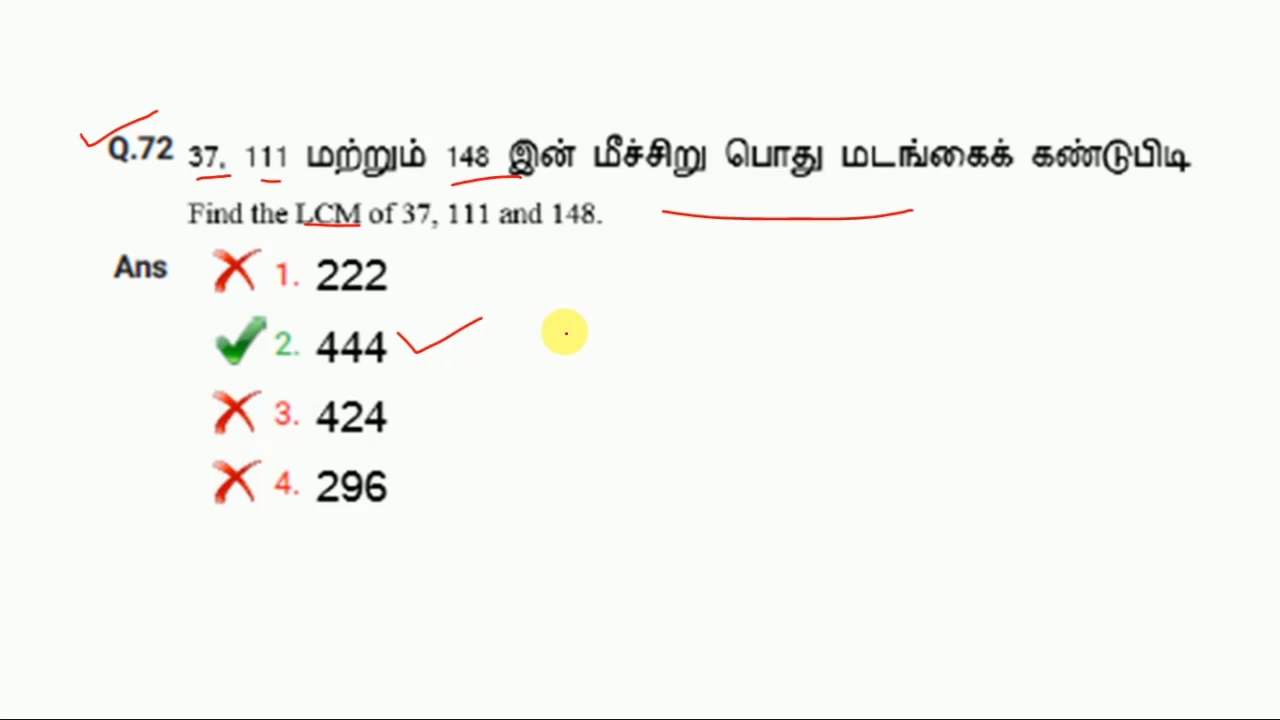 Q.72 37, 111 மற்றும் 148 இன் மீச்சிறு பொது மடங்கைக் கண்டுபிடி
Find the LCM of 37, 111 and 148.
Ans 1. 222
2. 444
3. 424
4. 296